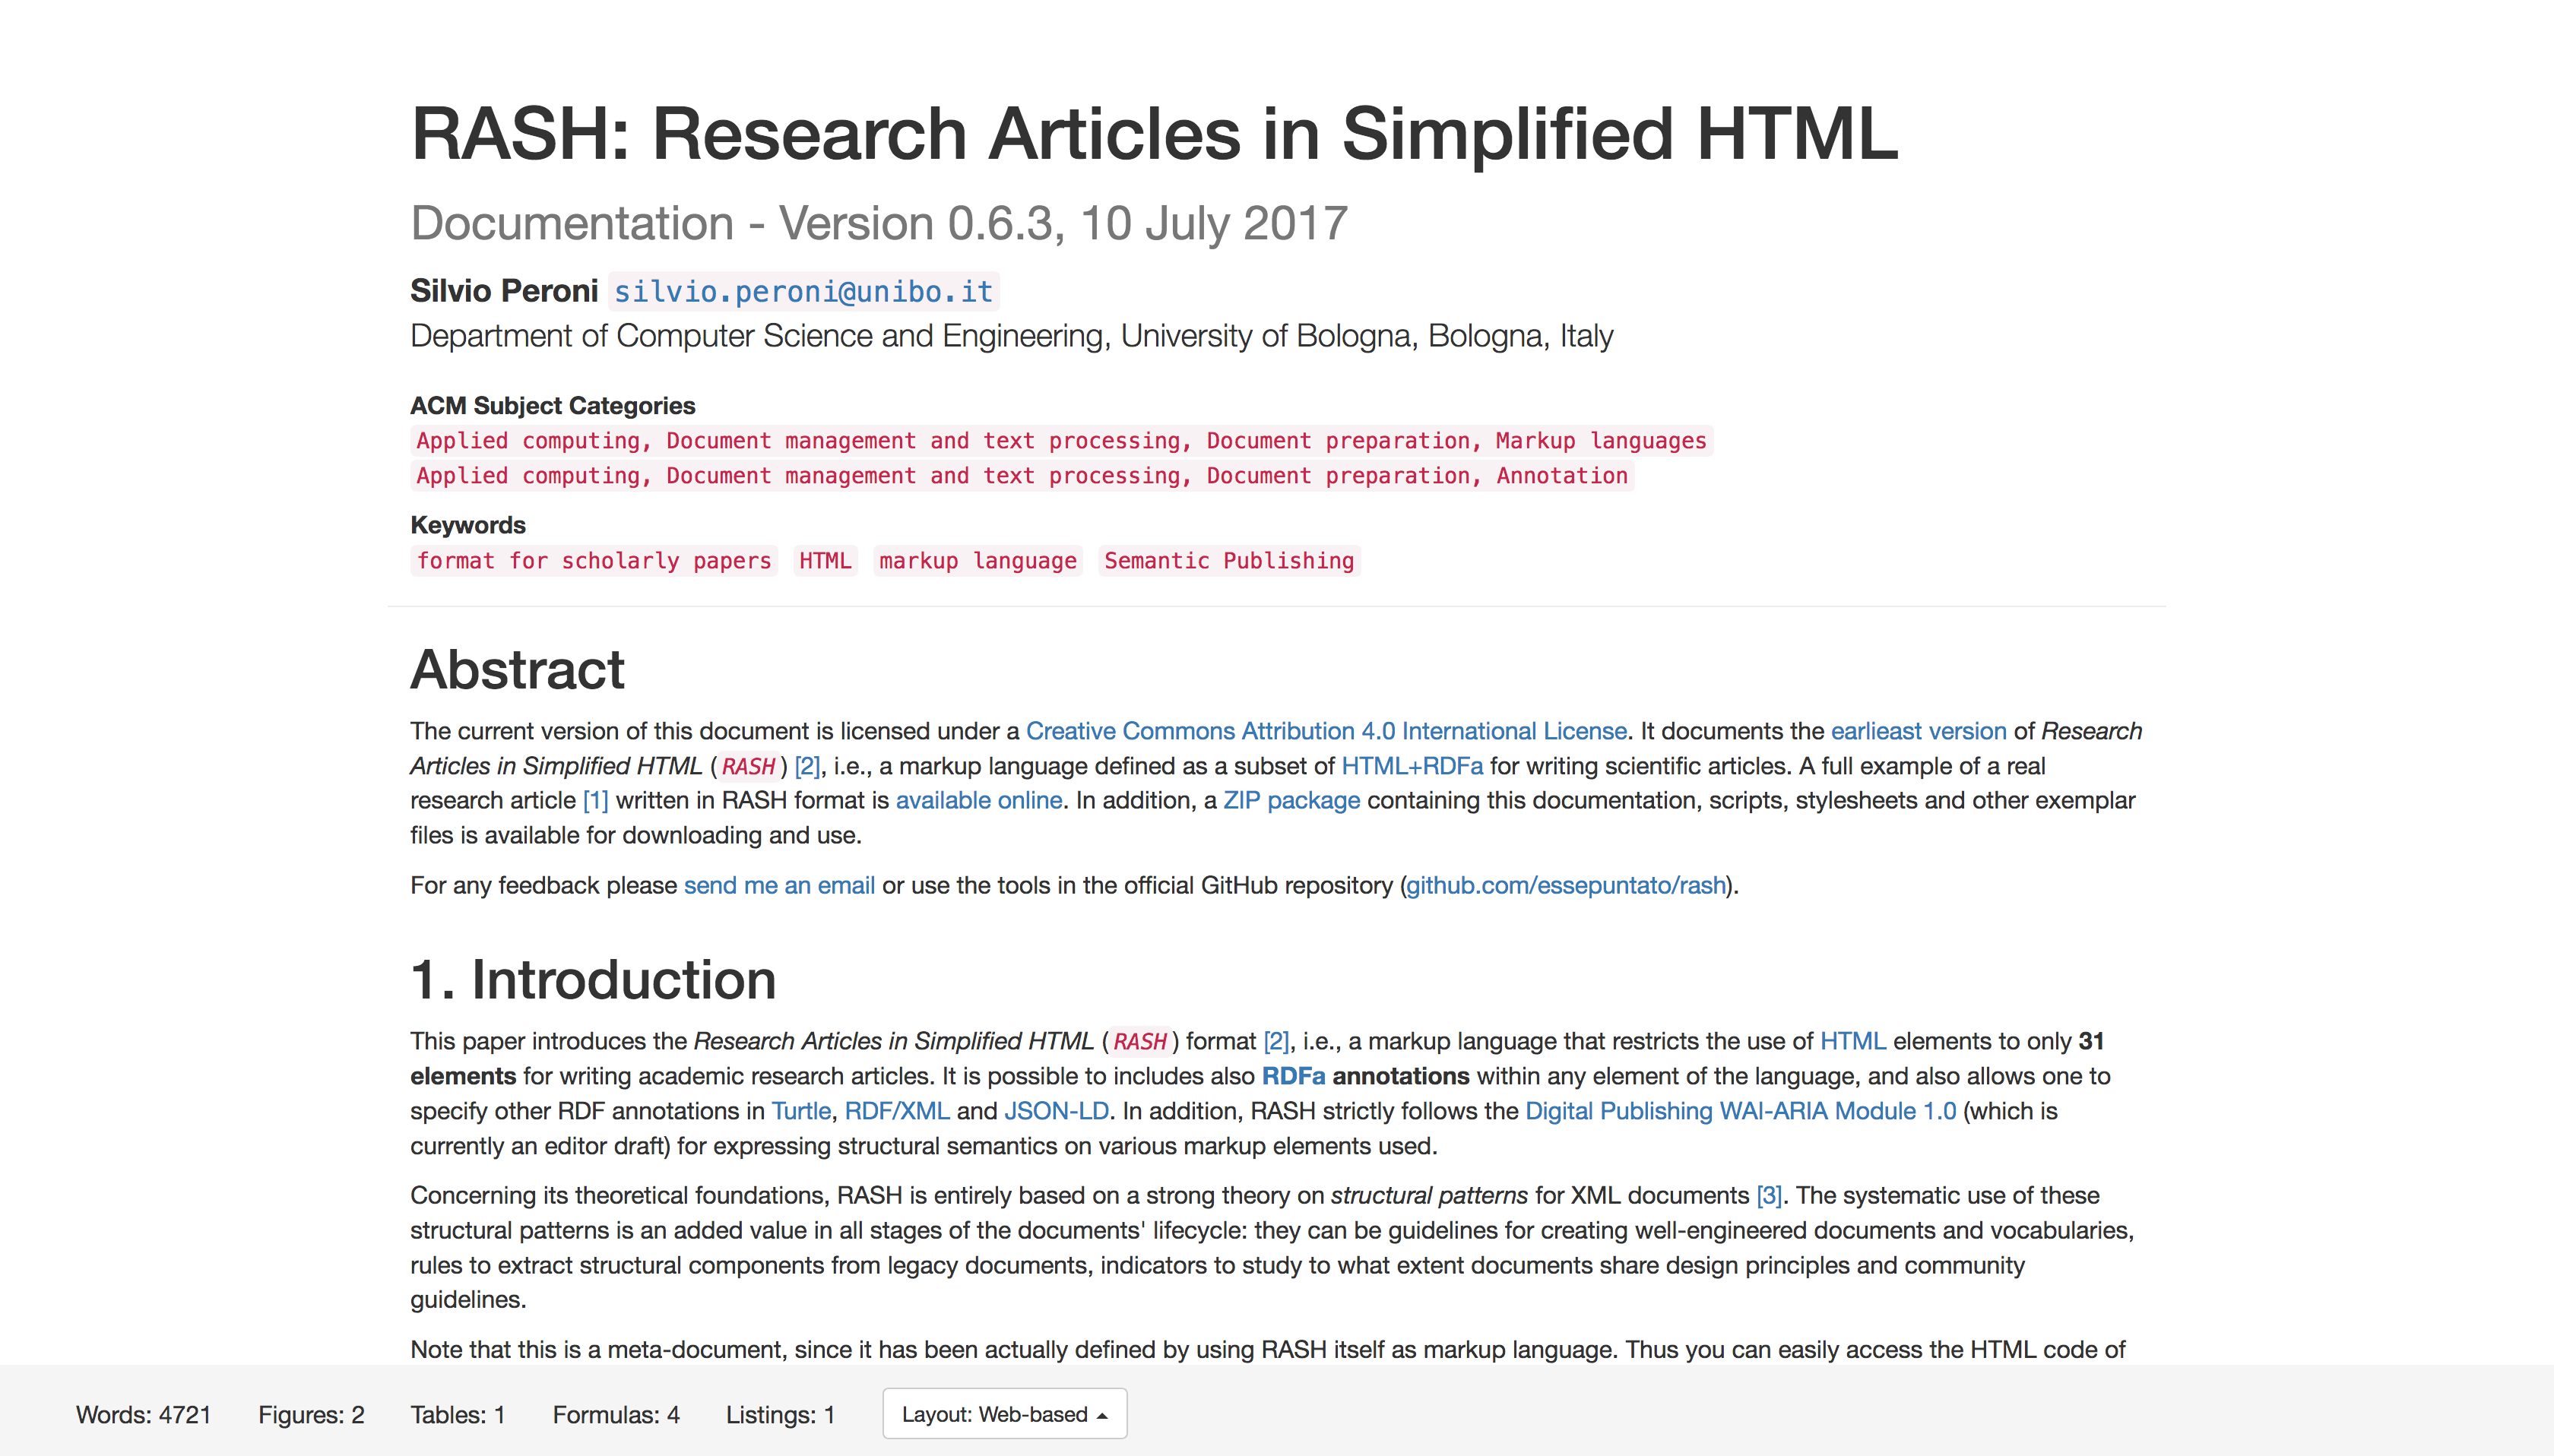 RASH: Research Articles in Simplified HTML
Documentation - Version 0.6.3, 10 July 2017
Silvio Peroni silvio.peroni@unibo.it
Department of Computer Science and Engineering, University of Bologna, Bologna, Italy
ACM Subject Categories
Applied computing, Document management and text processing, Document preparation, Markup languages
Applied computing, Document management and text processing, Document preparation, Annotation
Keywords
format for scholarly papers HTML markup language Semantic Publishing
Abstract
The current version of this document is licensed under a Creative Commons Attribution 4.0 International License. It documents the earlieast version of Research
Articles in Simplified HTML (RASH) [2], i.e., a markup language defined as a subset of HTML+RDFa for writing scientific articles. A full example of a real
research article [1] written in RASH format is available online. In addition, a ZIP package containing this documentation, scripts, stylesheets and other exemplar
files is available for downloading and use.
For any feedback please send me an email or use the tools in the official GitHub repository (github.com/essepuntato/rash).
1. Introduction
This paper introduces the Research Articles in Simplified HTML (RASH) format [2], i.e., a markup language that restricts the use of HTML elements to only 31
elements for writing academic research articles. It is possible to includes also RDFa annotations within any element of the language, and also allows one to
specify other RDF annotations in Turtle, RDF/XML and JSON-LD. In addition, RASH strictly follows the Digital Publishing WAI-ARIA Module 1.0 (which is
currently an editor draft) for expressing structural semantics on various markup elements used.
Concerning its theoretical foundations, RASH is entirely based on a strong theory on structural patterns for XML documents [3]. The systematic use of these
structural patterns is an added value in all stages of the documents' lifecycle: they can be guidelines for creating well-engineered documents and vocabularies,
rules to extract structural components from legacy documents, indicators to study to what extent documents share design principles and community
guidelines.
Note that this is a meta-document, since it has been actually defined by using RASH itself as markup language. Thus you can easily access the HTML code of
Words: 4721 Figures: 2 Tables: 1 Formulas: 4 Listings: 1 Layout: Web-based